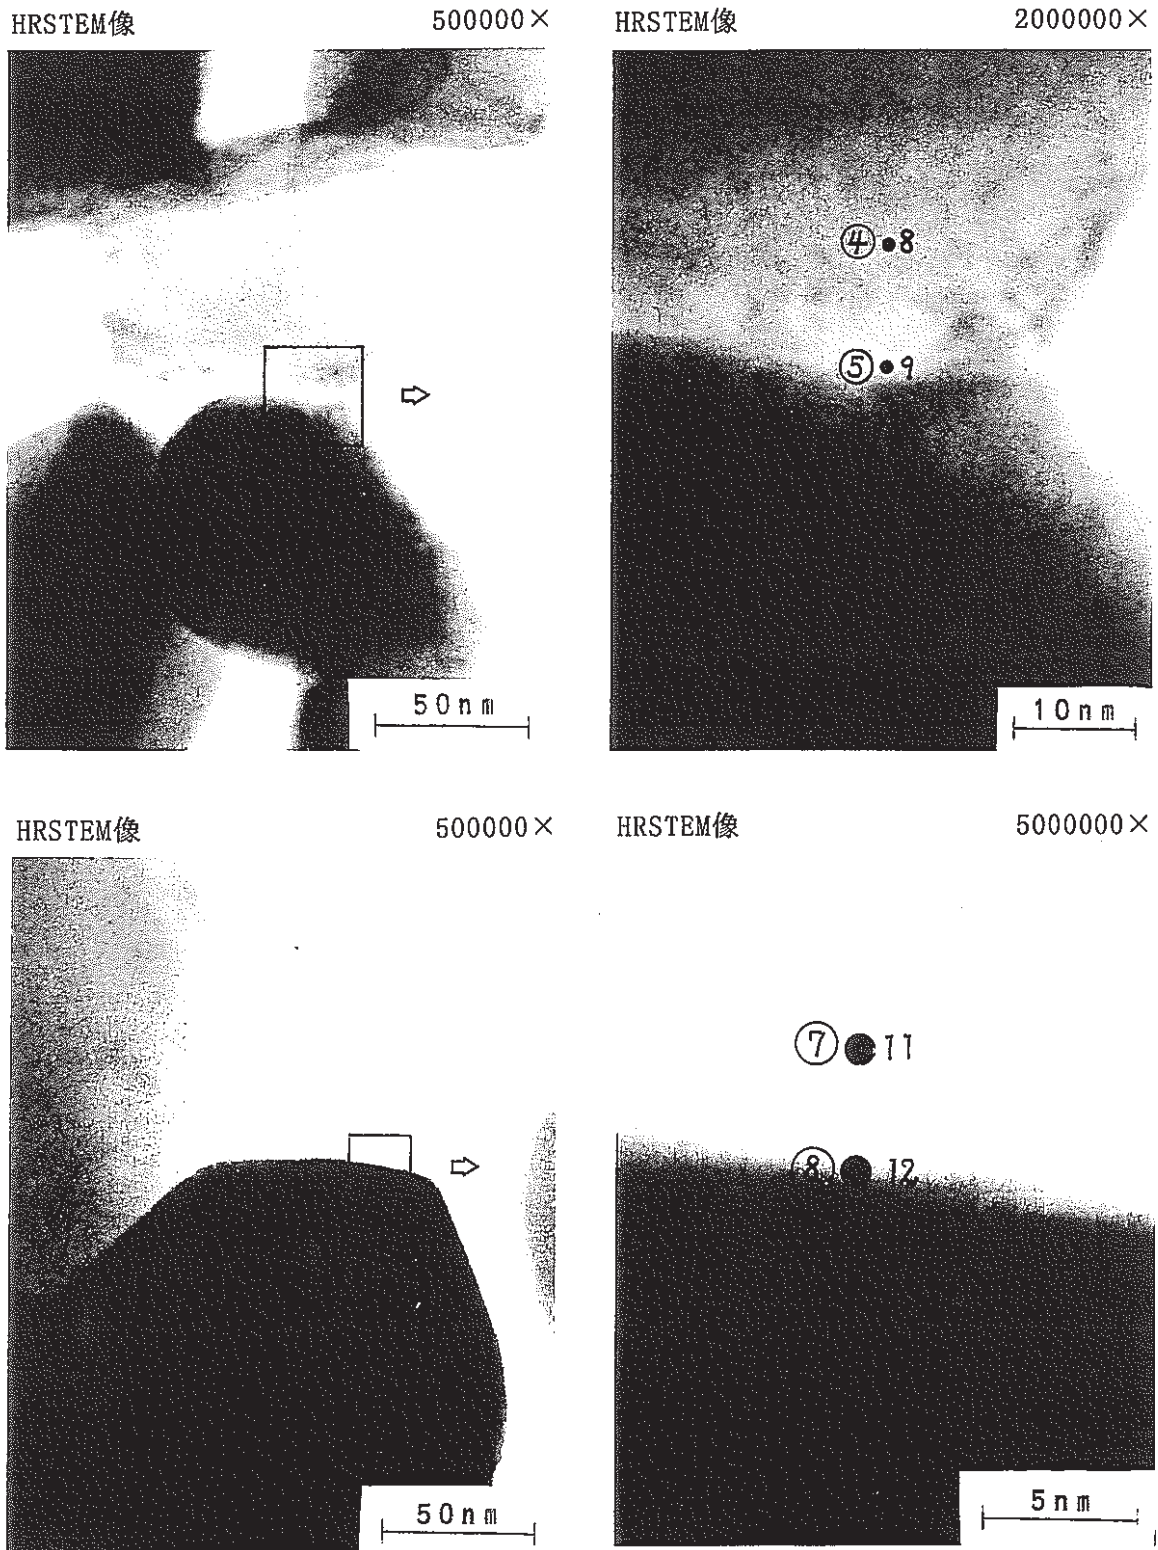 HRSTEM像 500000×
HRSTEM像 2000000×
④ 8
⑤ 9
50nm
10nm
HRSTEM像 500000×
HRSTEM像 5000000×
⑦ 11
⑧ 12
50nm
5nm